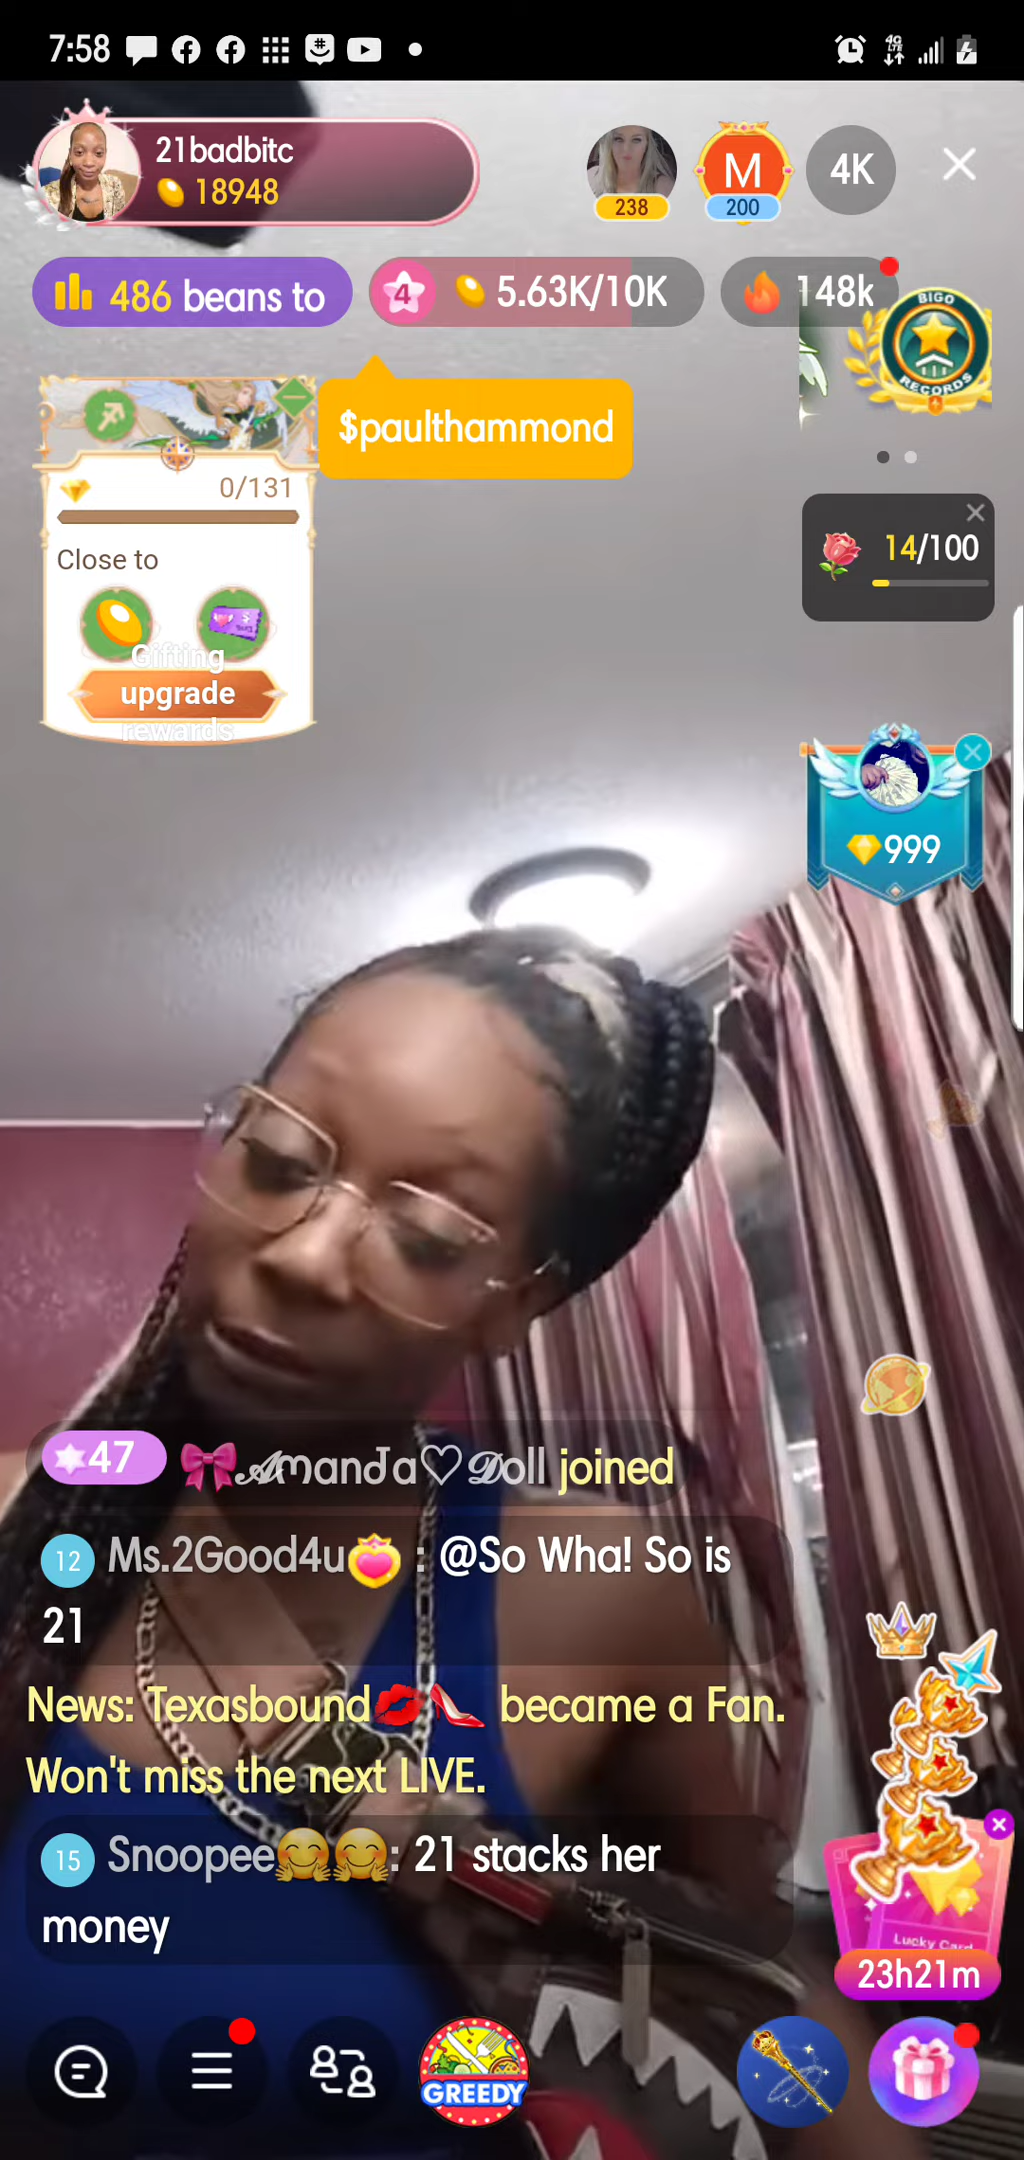 7:58
4G LTE
21badbitc
18948
238
M
200
4K
486 beans to
4
5.63K/10K
148k
BIGO
RECORDS
$paulthammond
0/131
Close to
Gifting
upgrade
rewards
14/100
999
47 𝒜manda♡𝒟oll joined
12 Ms.2Good4u : @So Wha! So is
21
News: Texasbound💋👠 became a Fan.
Won't miss the next LIVE.
15 Snoopee🤗🤗: 21 stacks her
money
Lucky Card
23h21m
GREEDY